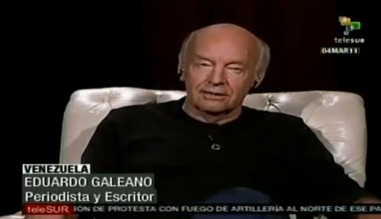 teleSUR
04MAR11
VENEZUELA
EDUARDO GALEANO
Periodista y Escritor
teleSUR
ION DE PROTESTA CON FUEGO DE ARTILLERÍA AL NORTE DE ESE PA